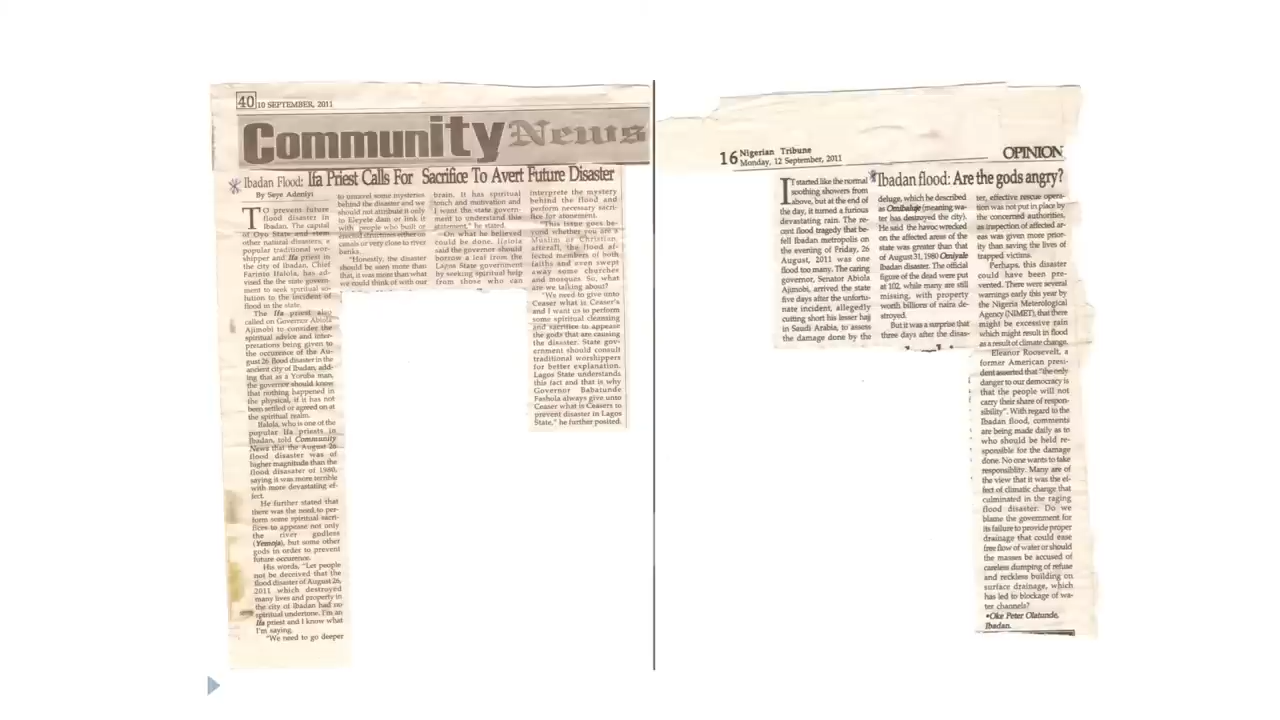 40 10 SEPTEMBER, 2011
Community News
Ibadan Flood: Ifa Priest Calls For Sacrifice To Avert Future Disaster
By Seye Adeniyi
TO prevent future
flood disaster in
Ibadan. The capital
of Oyo State and stem
other natural disasters, a
popular traditional wor-
shipper and Ifa priest in
the city of Ibadan, Chief
Farinto Ifalola, has ad-
vised the the state govern-
ment to seek spiritual so-
lution to the incident of
flood in the state.
The Ifa priest also
called on Governor Abiola
Ajimobi to consider the
spiritual advice and inter-
pretations being given to
the occurence of the Au-
gust 26 flood disaster in the
ancient city of Ibadan, add-
ing that as a Yoruba man,
the governor should know
that nothing happened in
the physical, if it has not
been settled or agreed on at
the spiritual realm.
Ifalola, who is one of the
popular Ifa priests in
Ibadan, told Community
News that the August 26
flood disaster was of
higher magnitude than the
flood disasater of 1980,
saying it was more terrible
with more devastating ef-
fect.
He further stated that
there was the need to per-
form some spiritual sacri-
fices to appease not only
the river godless
(Yemoja), but some other
gods in order to prevent
future occurence.
His words, "Let people
not be deceived that the
flood disaster of August 26,
2011 which destroyed
many lives and property in
the city of Ibadan had no
spiritual undertone. I'm an
Ifa priest and I know what
I'm saying.
"We need to go deeper
to unravel some mysteries
behind the disaster and we
should not attribute it only
to Eleyele dam or link it
with people who built or
erected structures either on
canals or very close to river
banks.
"Honestly, the disaster
should be seen more than
that, it was more than what
we could think of with our
brain. It has spiritual
touch and motivation and
I want the state govern-
ment to understand this
statement," he stated.
On what he believed
could be done, Ifalola
said the governor should
borrow a leaf from the
Lagos State government
by seeking spiritual help
from those who can
interprete the mystery
behind the flood and
perform necessary sacri-
fice for atonement.
"This issue goes be-
yond whether you are a
Muslim or Christian,
afterall, the flood af-
fected members of both
faiths and even swept
away some churches
and mosques. So, what
are we talking about?
"We need to give unto
Ceaser what is Ceaser's
and I want us to perform
some spiritual cleansing
and sacrifice to appease
the gods that are causing
the disaster. State gov-
ernment should consult
traditional worshippers
for better explanation.
Lagos State understands
this fact and that is why
Governor Babatunde
Fashola always give unto
Ceaser what is Ceasers to
prevent disaster in Lagos
State," he further posited.
16 Nigerian Tribune
Monday, 12 September, 2011
OPINION
Ibadan flood: Are the gods angry?
IT started like the normal
soothing showers from
above, but at the end of
the day, it turned a furious
devastating rain. The re-
cent flood tragedy that be-
fell Ibadan metropolis on
the evening of Friday, 26
August, 2011 was one
flood too many. The caring
governor, Senator Abiola
Ajimobi, arrived the state
five days after the unfortu-
nate incident, allegedly
cutting short his lesser hajj
in Saudi Arabia, to assess
the damage done by the
deluge, which he described
as Omibaluje (meaning wa-
ter has destroyed the city).
He said the havoc wrecked
on the affected areas of the
state was greater than that
of August 31, 1980 Omiyale
Ibadan disaster. The official
figure of the dead were put
at 102, while many are still
missing, with property
worth billions of naira de-
stroyed.
But it was a surprise that
three days after the disas-
ter, effective rescue opera-
tion was not put in place by
the concerned authorities,
as inspection of affected ar-
eas was given more prior-
ity than saving the lives of
trapped victims.
Perhaps, this disaster
could have been pre-
vented. There were several
warnings early this year by
the Nigeria Meterological
Agency (NIMET), that there
might be excessive rain
which might result in flood
as a result of climate change.
Eleanor Roosevelt, a
former American presi-
dent asserted that "the only
danger to our democracy is
that the people will not
carry their share of respon-
sibility". With regard to the
Ibadan flood, comments
are being made daily as to
who should be held re-
sponsible for the damage
done. No one wants to take
responsiblity. Many are of
the view that it was the ef-
fect of climatic change that
culminated in the raging
flood disaster. Do we
blame the government for
its failure to provide proper
drainage that could ease
free flow of water or should
the masses be accused of
careless dumping of refuse
and reckless building on
surface drainage, which
has led to blockage of wa-
ter channels?
•Oke Peter Olatunde,
Ibadan.